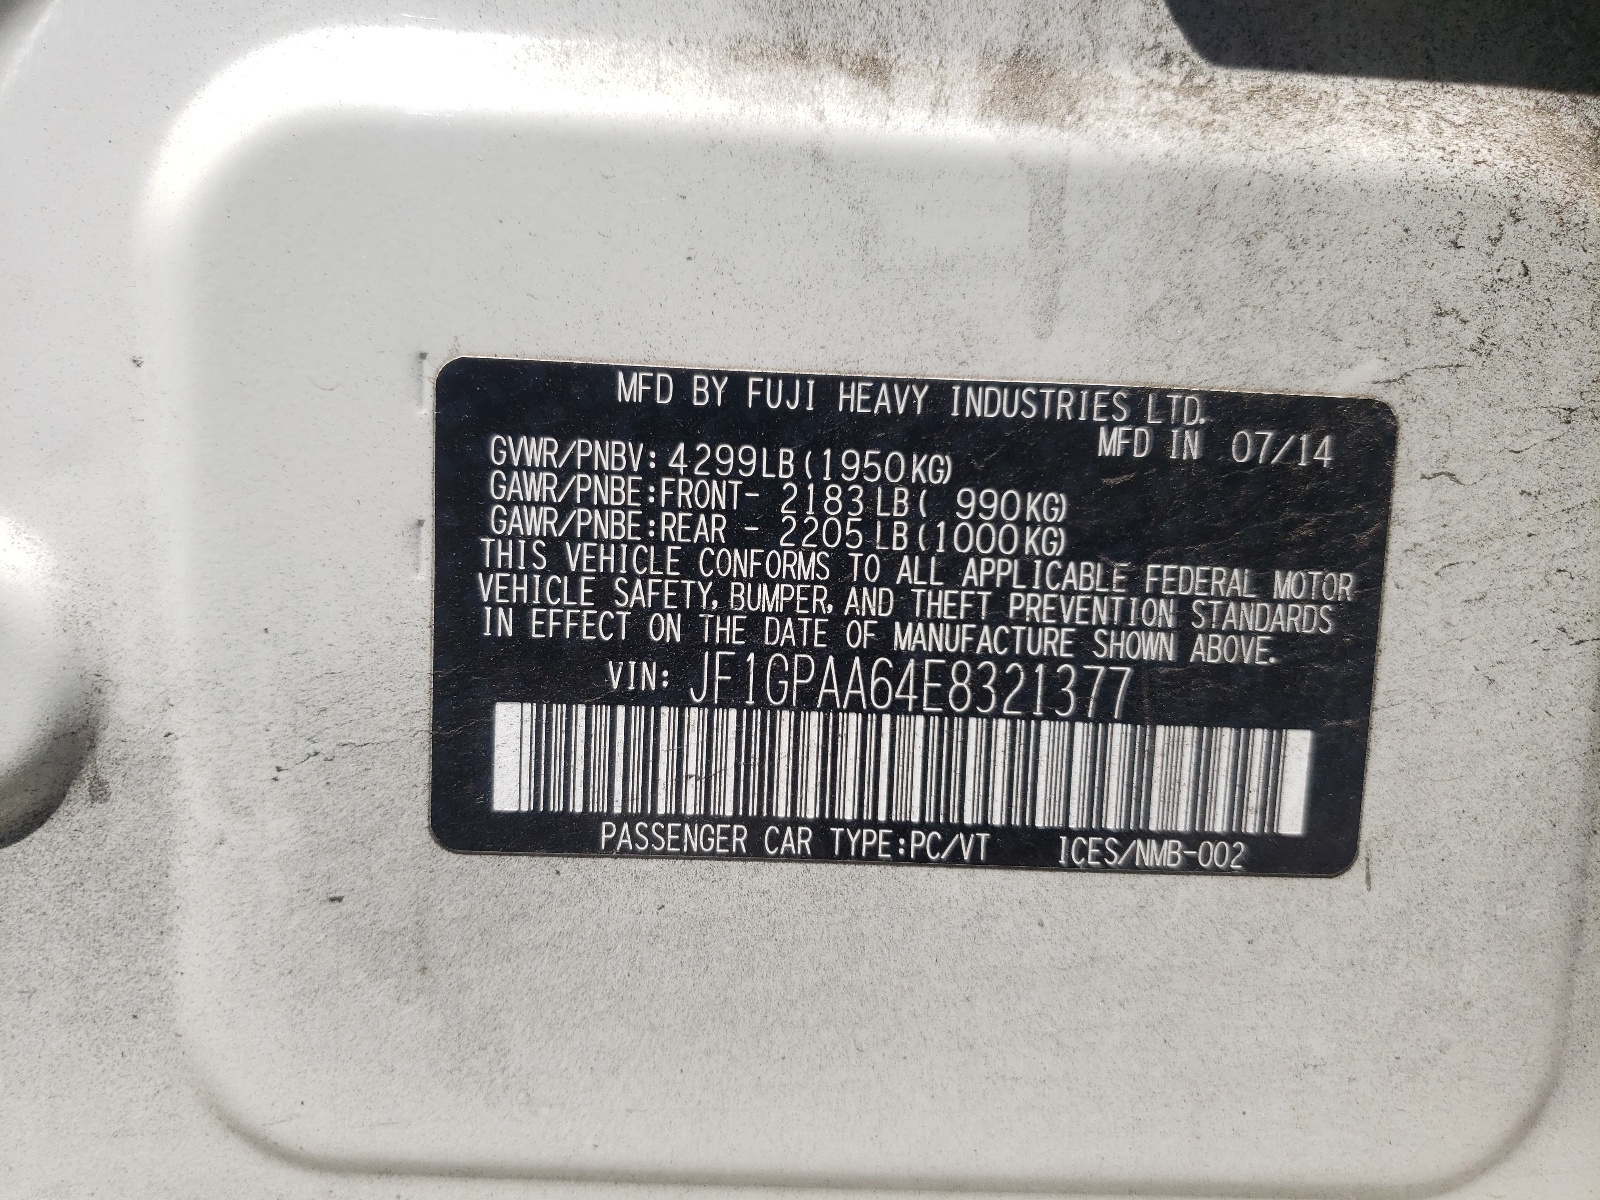 MFD BY FUJI HEAVY INDUSTRIES LTD.
MFD IN 07/14
GVWR/PNBV: 4299LB(1950KG)
GAWR/PNBE:FRONT- 2183LB( 990KG)
GAWR/PNBE:REAR - 2205LB(1000KG)
THIS VEHICLE CONFORMS TO ALL APPLICABLE FEDERAL MOTOR
VEHICLE SAFETY, BUMPER, AND THEFT PREVENTION STANDARDS
IN EFFECT ON THE DATE OF MANUFACTURE SHOWN ABOVE.
VIN: JF1GPAA64E8321377
PASSENGER CAR TYPE:PC/VT ICES/NMB-002